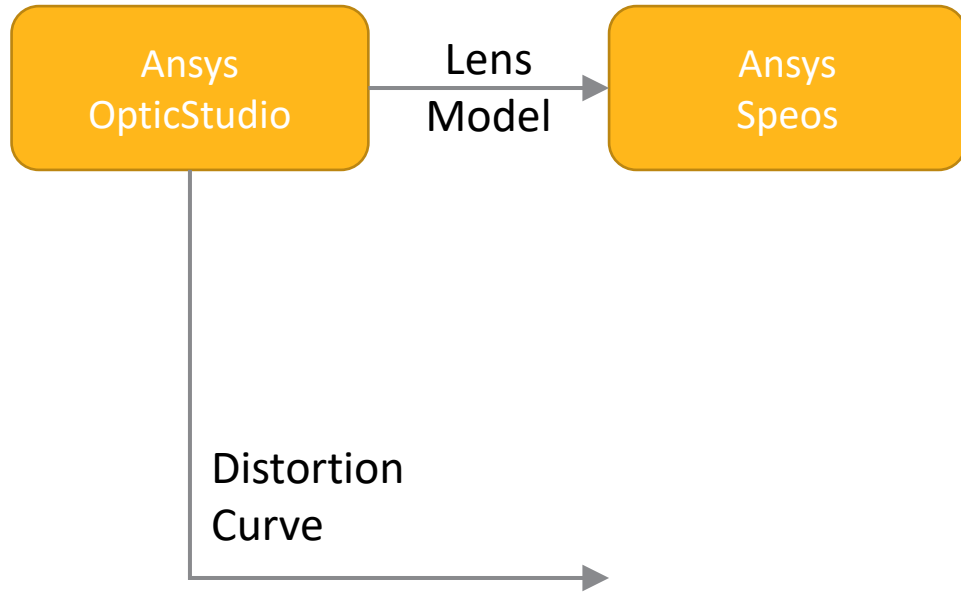 Ansys
OpticStudio
Lens
Model
Ansys
Speos
Distortion
Curve